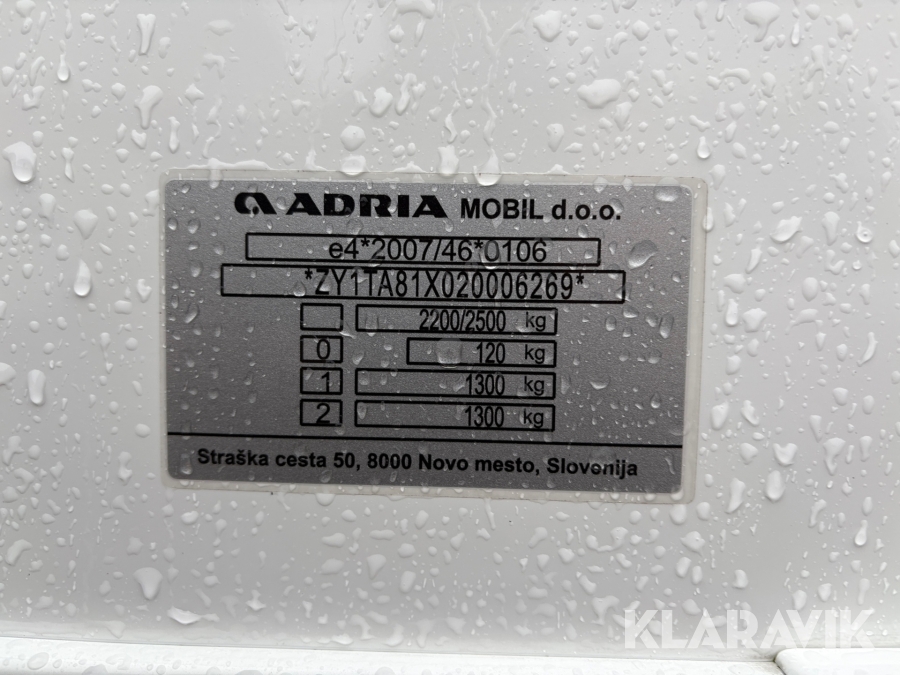 ADRIA MOBIL d.o.o.
e4*2007/46*0106
*ZY1TA81X020006269*
2200/2500 kg
0 120 kg
1 1300 kg
2 1300 kg
Straška cesta 50, 8000 Novo mesto, Slovenija
KLARAVIK